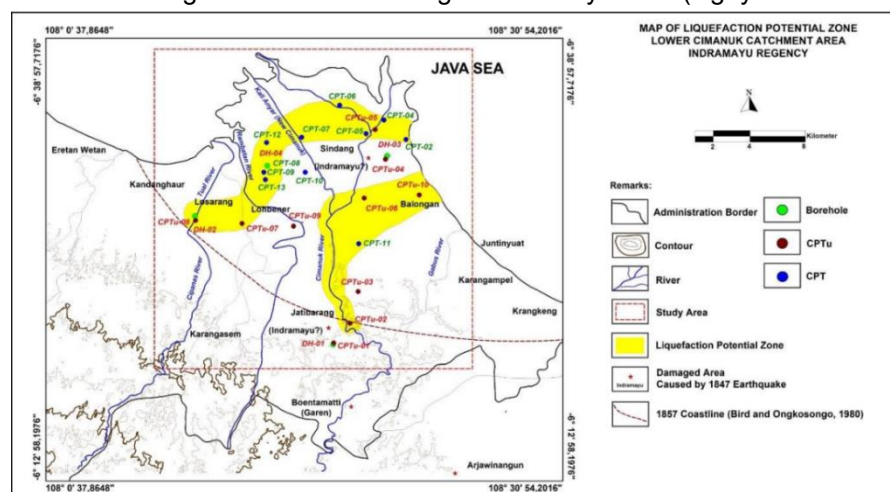 108 0' 37,8648"
108 30' 54,2016"
-6 38' 57,7176"
-6 38' 57,7176"
MAP OF LIQUEFACTION POTENTIAL ZONE
LOWER CIMANUK CATCHMENT AREA
INDRAMAYU REGENCY
JAVA SEA
N
CPT-06
Kali Anyar (New Cimanuk)
CPTu-05
CPT-04
CPT-12
CPT-07
CPT-05
CPT-02
Rambatan River
Sindang
DH-03
Eretan Wetan
DH-04
CPT-08
(Indramayu?)
CPTu-04
CPT-09
CPT-10
Kandanghaur
Tual River
CPT-13
CPTu-10
Losarang
CPTu-06
Balongan
Lohbener
CPTu-08
CPTu-09
DH-02
CPTu-07
CPT-11
Juntinyuat
Cimanuk River
Gabus River
Cipanas River
CPTu-03
Karangampel
Jatibarang
CPTu-02
Krangkeng
(Indramayu?)
Karangasem
DH-01
CPTu-01
Boentamatti
(Garen)
Arjawinangun
2 4 8
Kilometer
Remarks:
Administration Border
Borehole
Contour
CPTu
River
CPT
Study Area
Liquefaction Potential Zone
Indramayu
Damaged Area
Caused by 1847 Earthquake
1857 Coastline (Bird and Ongkosongo, 1980)
-6 12' 58,1976"
-6 12' 58,1976"
108 0' 37,8648"
108 30' 54,2016"